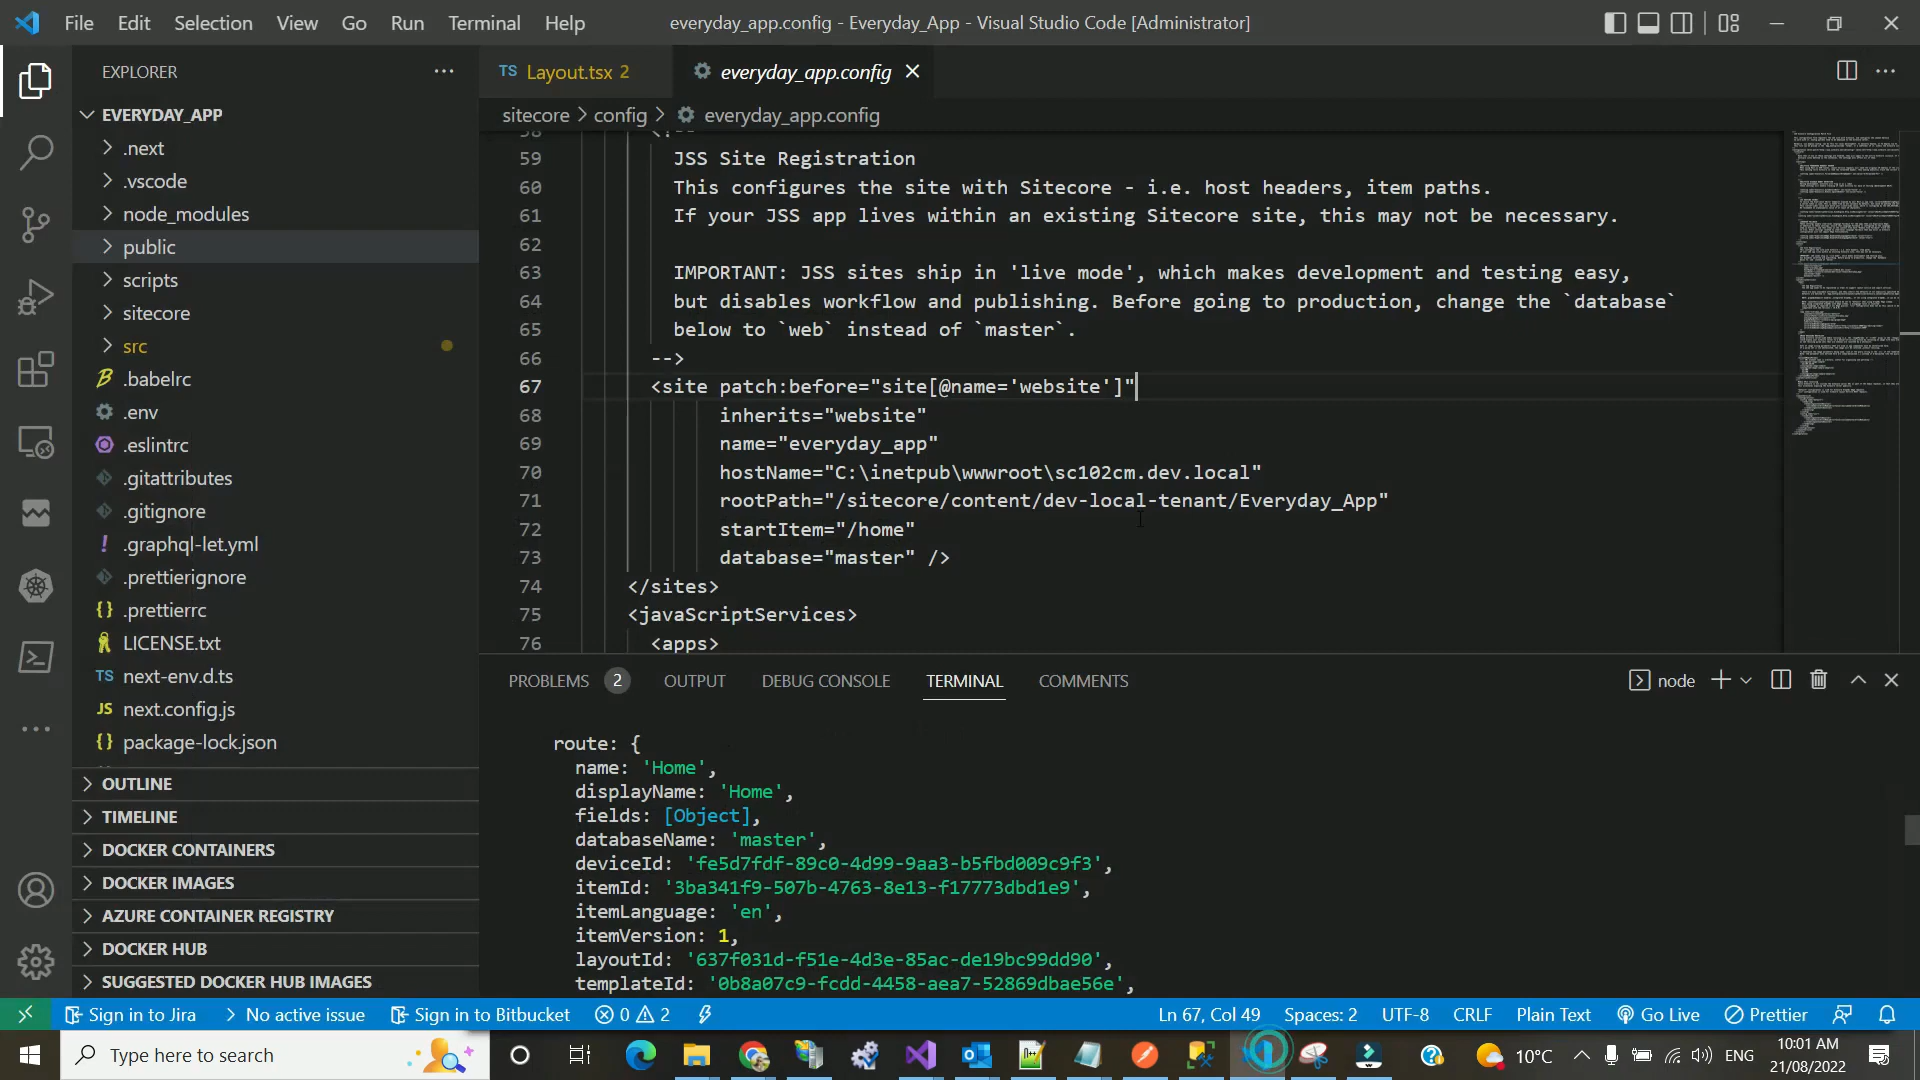 File Edit Selection View Go Run Terminal Help everyday_app.config - Everyday_App - Visual Studio Code [Administrator]
EXPLORER
TS Layout.tsx 2 everyday_app.config
sitecore config everyday_app.config
EVERYDAY_APP
.next
.vscode
node_modules
public
scripts
sitecore
src
.babelrc
.env
.eslintrc
.gitattributes
.gitignore
! .graphql-let.yml
.prettierignore
{} .prettierrc
LICENSE.txt
TS next-env.d.ts
JS next.config.js
{} package-lock.json
OUTLINE
TIMELINE
DOCKER CONTAINERS
DOCKER IMAGES
AZURE CONTAINER REGISTRY
DOCKER HUB
SUGGESTED DOCKER HUB IMAGES
58 <!--
59 JSS Site Registration
60 This configures the site with Sitecore - i.e. host headers, item paths.
61 If your JSS app lives within an existing Sitecore site, this may not be necessary.
62
63 IMPORTANT: JSS sites ship in 'live mode', which makes development and testing easy,
64 but disables workflow and publishing. Before going to production, change the `database`
65 below to `web` instead of `master`.
66 -->
67 <site patch:before="site[@name='website']"
68 inherits="website"
69 name="everyday_app"
70 hostName="C:\inetpub\wwwroot\sc102cm.dev.local"
71 rootPath="/sitecore/content/dev-local-tenant/Everyday_App"
72 startItem="/home"
73 database="master" />
74 </sites>
75 <javaScriptServices>
76 <apps>
PROBLEMS 2 OUTPUT DEBUG CONSOLE TERMINAL COMMENTS node
route: {
name: 'Home',
displayName: 'Home',
fields: [Object],
databaseName: 'master',
deviceId: 'fe5d7fdf-89c0-4d99-9aa3-b5fbd009c9f3',
itemId: '3ba341f9-507b-4763-8e13-f17773dbd1e9',
itemLanguage: 'en',
itemVersion: 1,
layoutId: '637f031d-f51e-4d3e-85ac-de19bc99dd90',
templateId: '0b8a07c9-fcdd-4458-aea7-52869dbae56e',
Sign in to Jira No active issue Sign in to Bitbucket 0 2 Ln 67, Col 49 Spaces: 2 UTF-8 CRLF Plain Text Go Live Prettier
Type here to search 10°C ENG 10:01 AM
21/08/2022